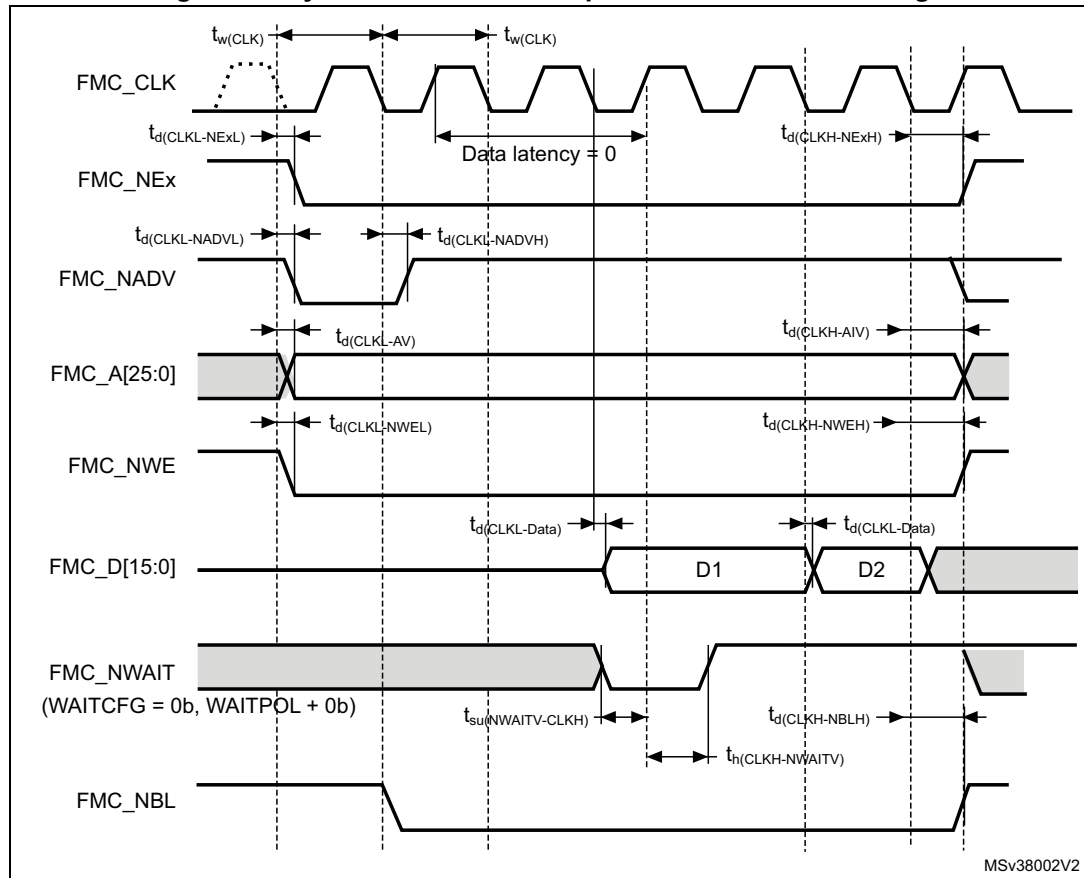 tw(CLK) tw(CLK)
FMC_CLK
td(CLKL-NExL) td(CLKH-NExH)
Data latency = 0
FMC_NEx
td(CLKL-NADVL) td(CLKL-NADVH)
FMC_NADV
td(CLKL-AV) td(CLKH-AIV)
FMC_A[25:0]
td(CLKL-NWEL) td(CLKH-NWEH)
FMC_NWE
td(CLKL-Data) td(CLKL-Data)
FMC_D[15:0] D1 D2
FMC_NWAIT
(WAITCFG = 0b, WAITPOL + 0b)
tsu(NWAITV-CLKH) td(CLKH-NBLH)
th(CLKH-NWAITV)
FMC_NBL
MSv38002V2